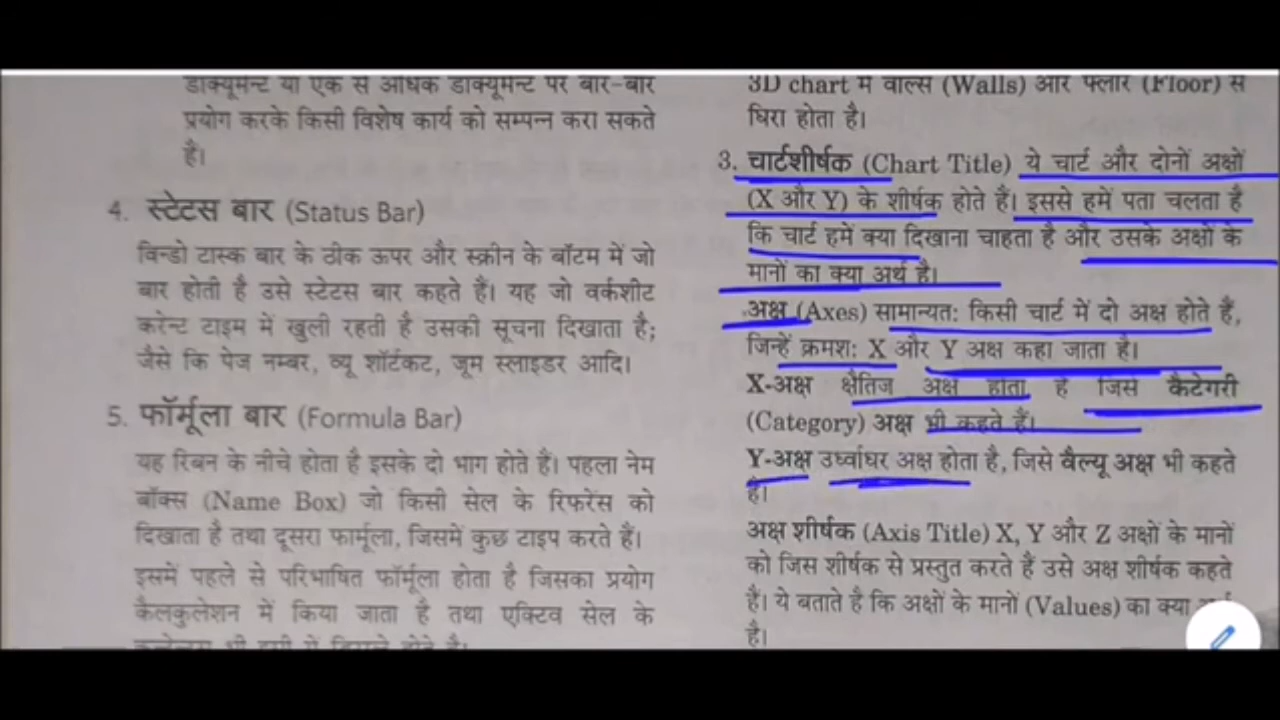 डाक्यूमेन्ट या एक से अधिक डाक्यूमेन्ट पर बार-बार
प्रयोग करके किसी विशेष कार्य को सम्पन्न करा सकते
हैं।
4. स्टेटस बार (Status Bar)
विन्डो टास्क बार के ठीक ऊपर और स्क्रीन के बॉटम में जो
बार होती है उसे स्टेटस बार कहते हैं। यह जो वर्कशीट
करेन्ट टाइम में खुली रहती है उसकी सूचना दिखाता है;
जैसे कि पेज नम्बर, व्यू शॉर्टकट, जूम स्लाइडर आदि।
5. फॉर्मूला बार (Formula Bar)
यह रिबन के नीचे होता है इसके दो भाग होते हैं। पहला नेम
बॉक्स (Name Box) जो किसी सेल के रिफरेंस को
दिखाता है तथा दूसरा फार्मूला, जिसमें कुछ टाइप करते हैं।
इसमें पहले से परिभाषित फॉर्मूला होता है जिसका प्रयोग
कैलकुलेशन में किया जाता है तथा एक्टिव सेल के
3D chart में वाल्स (Walls) और फ्लोर (Floor) से
घिरा होता है।
3. चार्टशीर्षक (Chart Title) ये चार्ट और दोनों अक्षों
(X और Y) के शीर्षक होते हैं। इससे हमें पता चलता है
कि चार्ट हमें क्या दिखाना चाहता है और उसके अक्षों के
मानों का क्या अर्थ है।
अक्ष (Axes) सामान्यत: किसी चार्ट में दो अक्ष होते हैं,
जिन्हें क्रमश: X और Y अक्ष कहा जाता है।
X-अक्ष क्षैतिज अक्ष होता है जिसे कैटेगरी
(Category) अक्ष भी कहते हैं।
Y-अक्ष उर्ध्वाधर अक्ष होता है, जिसे वैल्यू अक्ष भी कहते
हैं।
अक्ष शीर्षक (Axis Title) X, Y और Z अक्षों के मानों
को जिस शीर्षक से प्रस्तुत करते हैं उसे अक्ष शीर्षक कहते
हैं। ये बताते है कि अक्षों के मानों (Values) का क्या
है।